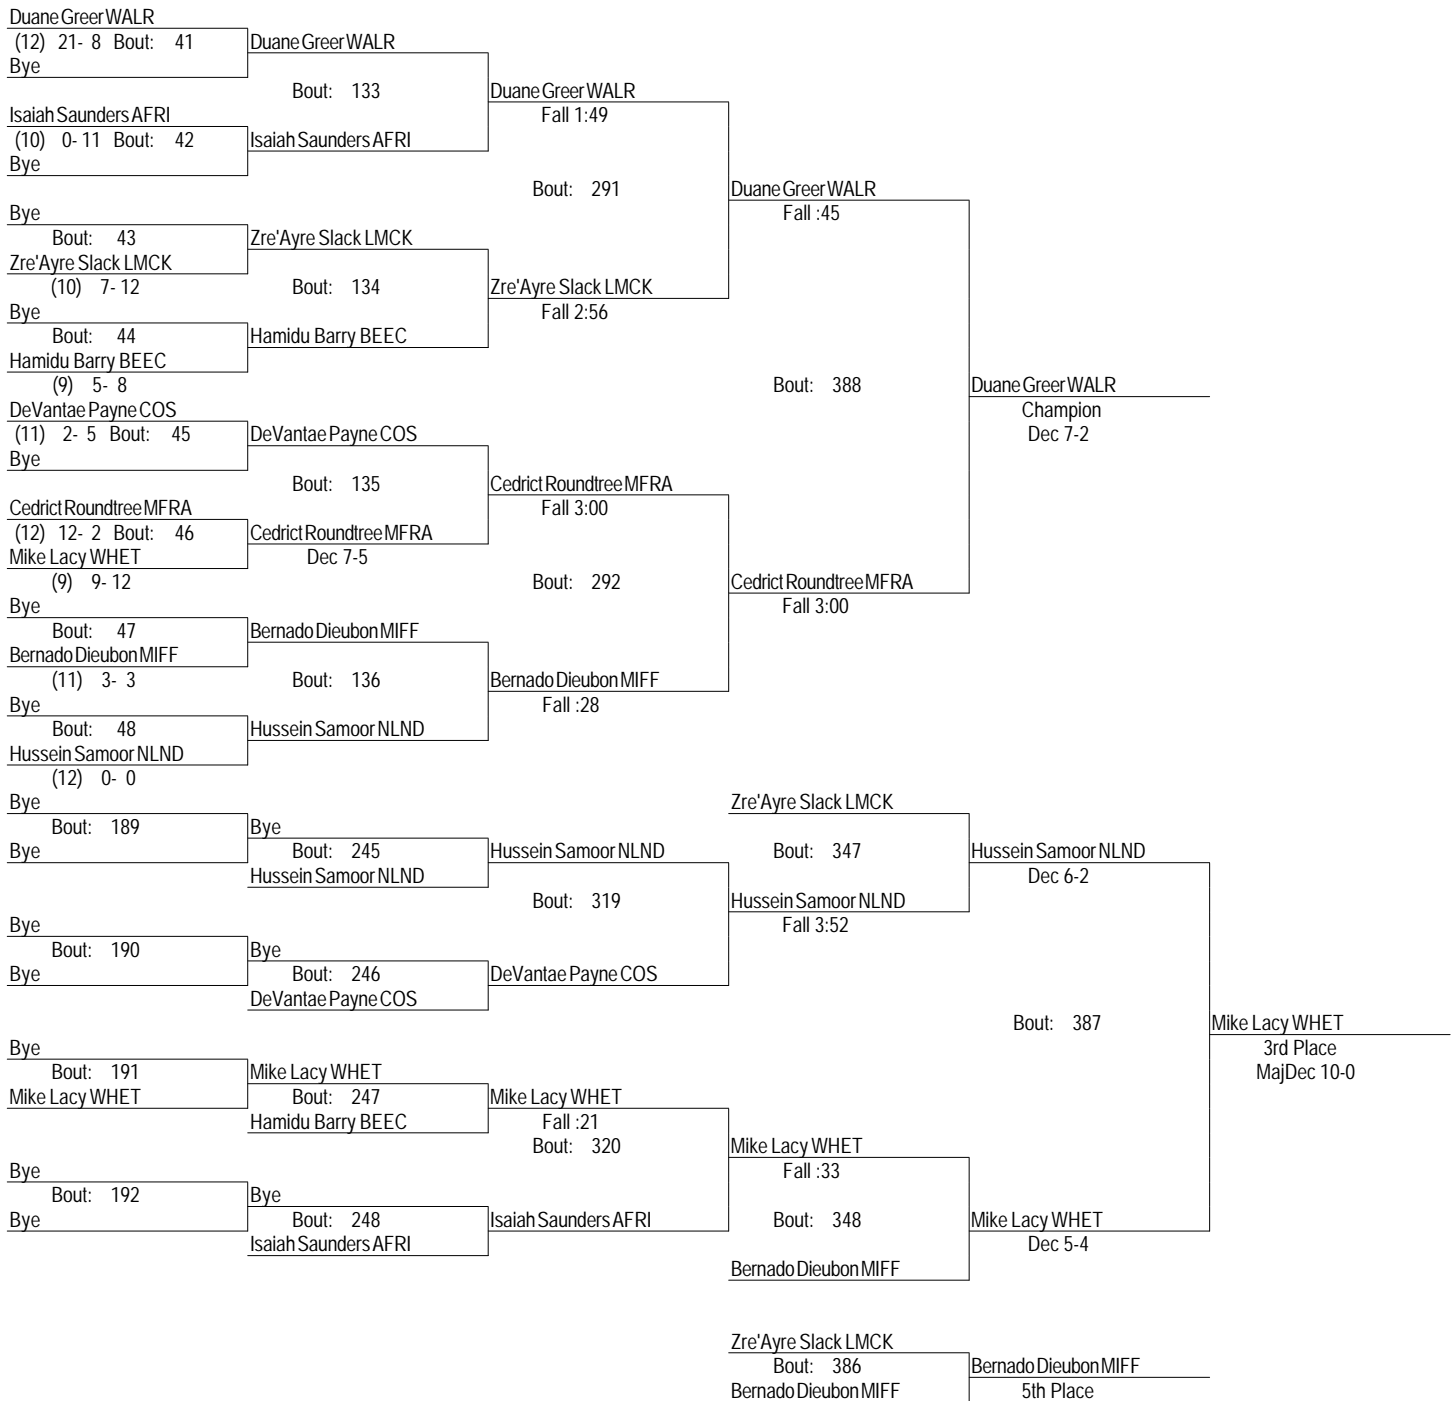 Duane Greer WALR
(12) 21- 8 Bout: 41 Duane Greer WALR
Bye
Bout: 133 Duane Greer WALR
Isaiah Saunders AFRI Fall 1:49
(10) 0- 11 Bout: 42 Isaiah Saunders AFRI
Bye
Bout: 291 Duane Greer WALR
Bye Fall :45
Bout: 43 Zre'Ayre Slack LMCK
Zre'Ayre Slack LMCK
(10) 7- 12 Bout: 134 Zre'Ayre Slack LMCK
Bye Fall 2:56
Bout: 44 Hamidu Barry BEEC
Hamidu Barry BEEC
(9) 5- 8 Bout: 388 Duane Greer WALR
DeVantae Payne COS Champion
(11) 2- 5 Bout: 45 DeVantae Payne COS Dec 7-2
Bye
Bout: 135 Cedrict Roundtree MFRA
Cedrict Roundtree MFRA Fall 3:00
(12) 12- 2 Bout: 46 Cedrict Roundtree MFRA
Mike Lacy WHET Dec 7-5
(9) 9- 12 Bout: 292 Cedrict Roundtree MFRA
Bye Fall 3:00
Bout: 47 Bernado Dieubon MIFF
Bernado Dieubon MIFF
(11) 3- 3 Bout: 136 Bernado Dieubon MIFF
Bye Fall :28
Bout: 48 Hussein Samoor NLND
Hussein Samoor NLND
(12) 0- 0
Bye Zre'Ayre Slack LMCK
Bout: 189 Bye
Bye Bout: 245 Hussein Samoor NLND Bout: 347 Hussein Samoor NLND
Hussein Samoor NLND Dec 6-2
Bout: 319 Hussein Samoor NLND
Bye Fall 3:52
Bout: 190 Bye
Bye Bout: 246 DeVantae Payne COS
DeVantae Payne COS
Bout: 387 Mike Lacy WHET
Bye 3rd Place
Bout: 191 Mike Lacy WHET MajDec 10-0
Mike Lacy WHET Bout: 247 Mike Lacy WHET
Hamidu Barry BEEC Fall :21
Bout: 320 Mike Lacy WHET
Bye Fall :33
Bout: 192 Bye
Bye Bout: 248 Isaiah Saunders AFRI Bout: 348 Mike Lacy WHET
Isaiah Saunders AFRI Dec 5-4
Bernado Dieubon MIFF
Zre'Ayre Slack LMCK
Bout: 386 Bernado Dieubon MIFF
Bernado Dieubon MIFF 5th Place